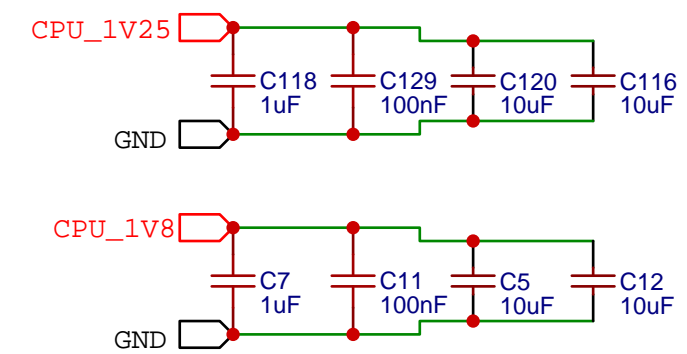 CPU_1V25
C118 C129 C120 C116
1uF 100nF 10uF 10uF
GND
CPU_1V8
C7 C11 C5 C12
1uF 100nF 10uF 10uF
GND